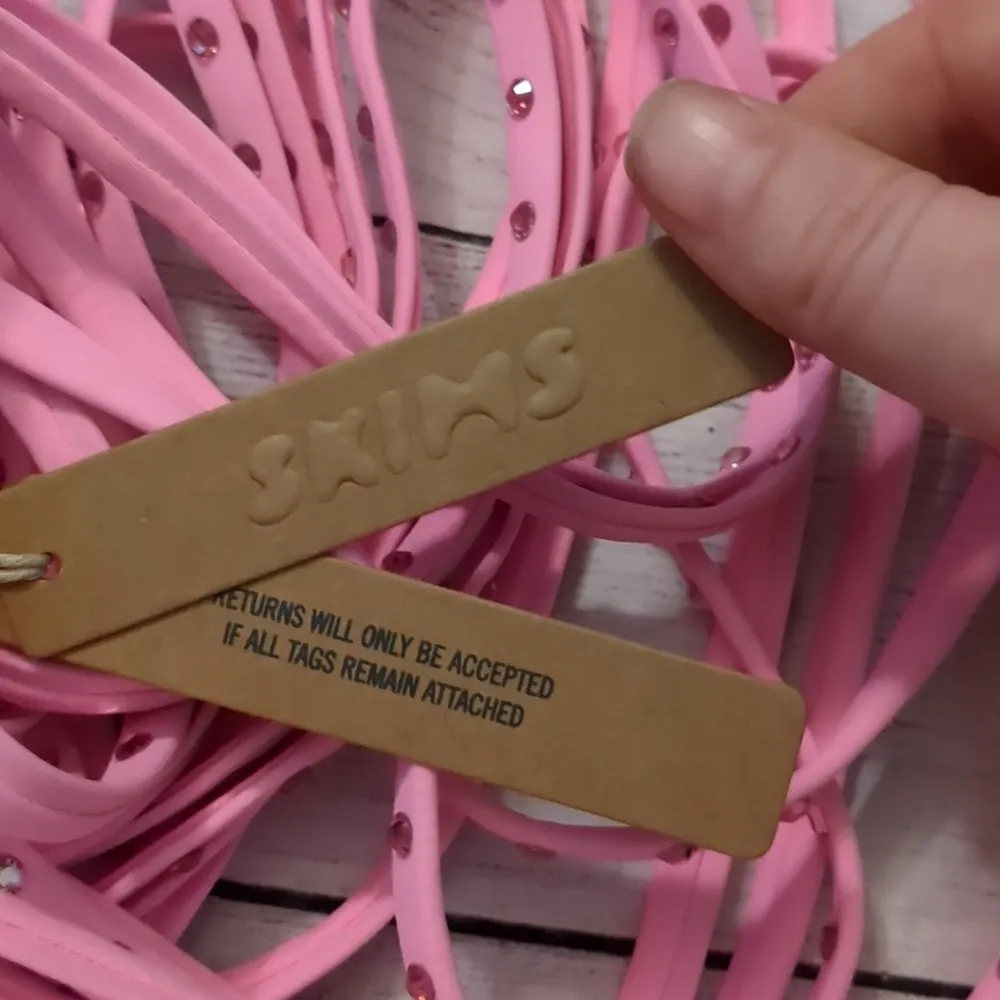 SKIMS
RETURNS WILL ONLY BE ACCEPTED
IF ALL TAGS REMAIN ATTACHED